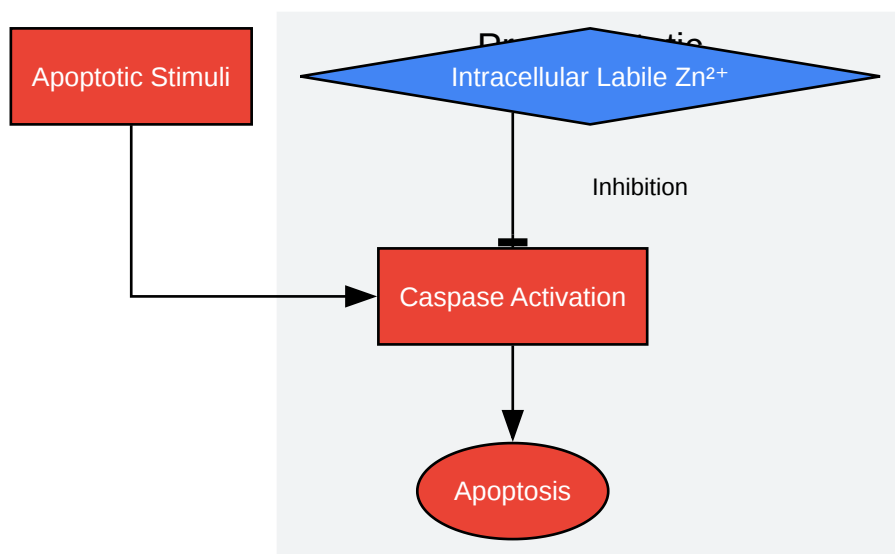 Apoptotic Stimuli
Intracellular Labile Zn²⁺
Inhibition
Caspase Activation
Apoptosis